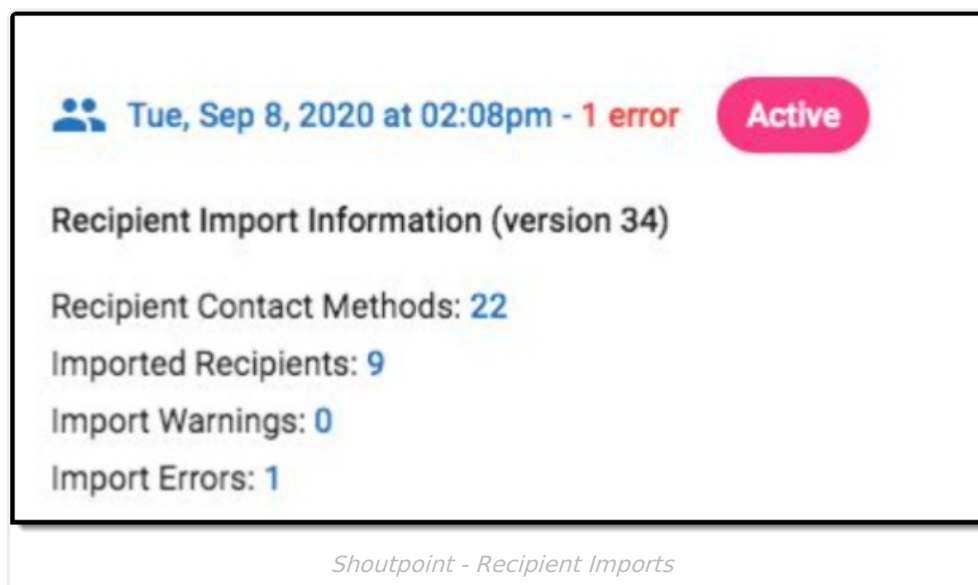 Tue, Sep 8, 2020 at 02:08pm - 1 error Active
Recipient Import Information (version 34)
Recipient Contact Methods: 22
Imported Recipients: 9
Import Warnings: 0
Import Errors: 1
Shoutpoint - Recipient Imports